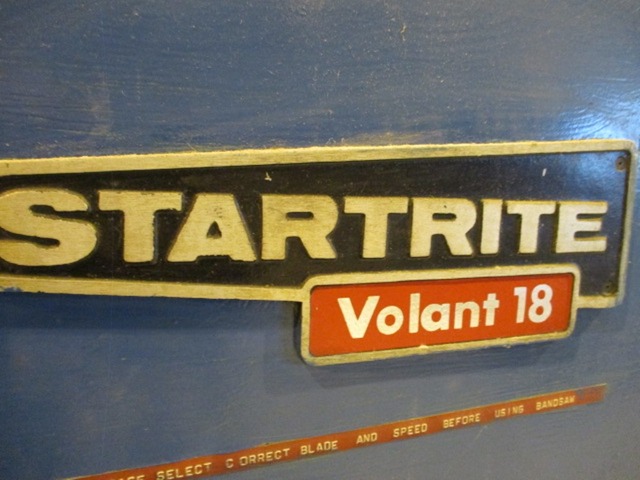 STARTRITE
Volant 18
SELECT CORRECT BLADE AND SPEED BEFORE USING BANDSAW